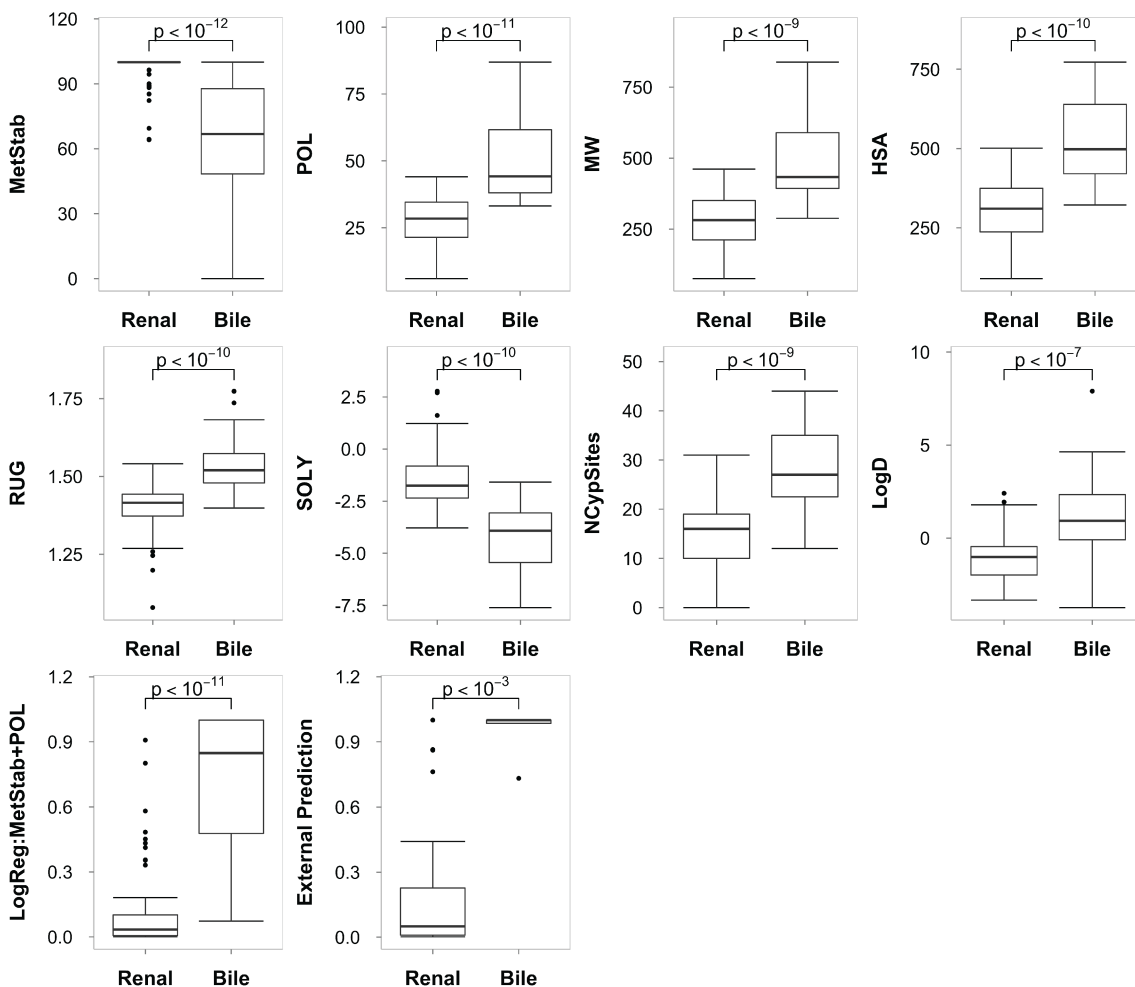 MetStab
120
90
60
30
0
p < 10⁻¹²
Renal Bile
POL
100
75
50
25
p < 10⁻¹¹
Renal Bile
MW
750
500
250
p < 10⁻⁹
Renal Bile
HSA
750
500
250
p < 10⁻¹⁰
Renal Bile
RUG
1.75
1.50
1.25
p < 10⁻¹⁰
Renal Bile
SOLY
2.5
0.0
-2.5
-5.0
-7.5
p < 10⁻¹⁰
Renal Bile
NCypSites
50
40
30
20
10
0
p < 10⁻⁹
Renal Bile
LogD
10
5
0
p < 10⁻⁷
Renal Bile
LogReg:MetStab+POL
1.2
0.9
0.6
0.3
0.0
p < 10⁻¹¹
Renal Bile
External Prediction
1.2
0.9
0.6
0.3
0.0
p < 10⁻³
Renal Bile